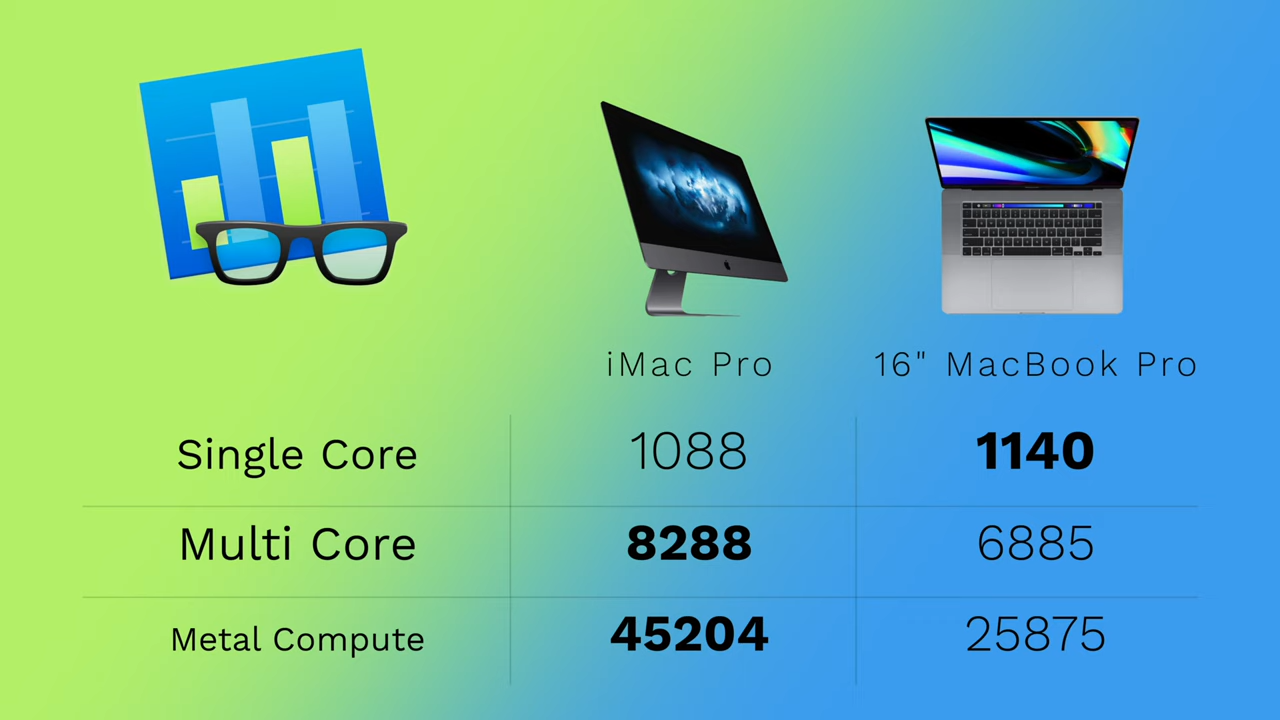 iMac Pro
16" MacBook Pro
Single Core 1088 1140
Multi Core 8288 6885
Metal Compute 45204 25875